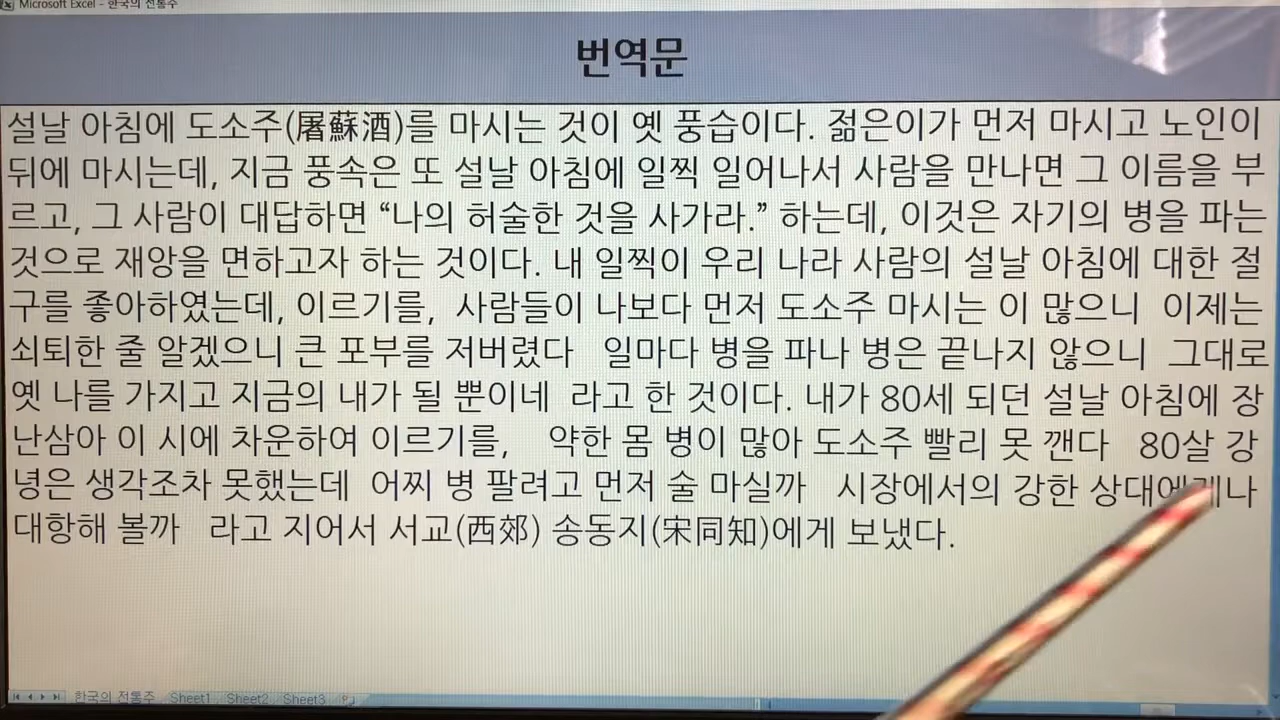 Microsoft Excel - 한국의 전통주
번역문
설날 아침에 도소주(屠蘇酒)를 마시는 것이 옛 풍습이다. 젊은이가 먼저 마시고 노인이
뒤에 마시는데, 지금 풍속은 또 설날 아침에 일찍 일어나서 사람을 만나면 그 이름을 부
르고, 그 사람이 대답하면 “나의 허술한 것을 사가라.” 하는데, 이것은 자기의 병을 파는
것으로 재앙을 면하고자 하는 것이다. 내 일찍이 우리 나라 사람의 설날 아침에 대한 절
구를 좋아하였는데, 이르기를, 사람들이 나보다 먼저 도소주 마시는 이 많으니 이제는
쇠퇴한 줄 알겠으니 큰 포부를 저버렸다 일마다 병을 파나 병은 끝나지 않으니 그대로
옛 나를 가지고 지금의 내가 될 뿐이네 라고 한 것이다. 내가 80세 되던 설날 아침에 장
난삼아 이 시에 차운하여 이르기를, 약한 몸 병이 많아 도소주 빨리 못 깬다 80살 강
녕은 생각조차 못했는데 어찌 병 팔려고 먼저 술 마실까 시장에서의 강한 상대에게나
대항해 볼까 라고 지어서 서교(西郊) 송동지(宋同知)에게 보냈다.
한국의 전통주 Sheet1 Sheet2 Sheet3